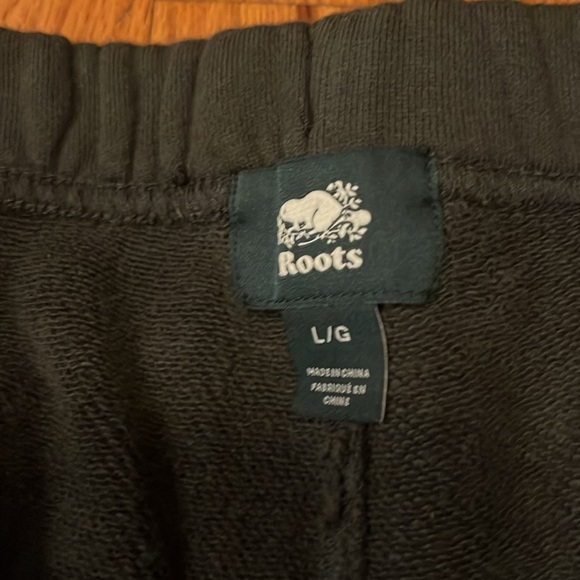 Roots
L/G
MADE IN CHINA
FABRIQUÉ EN
CHINE